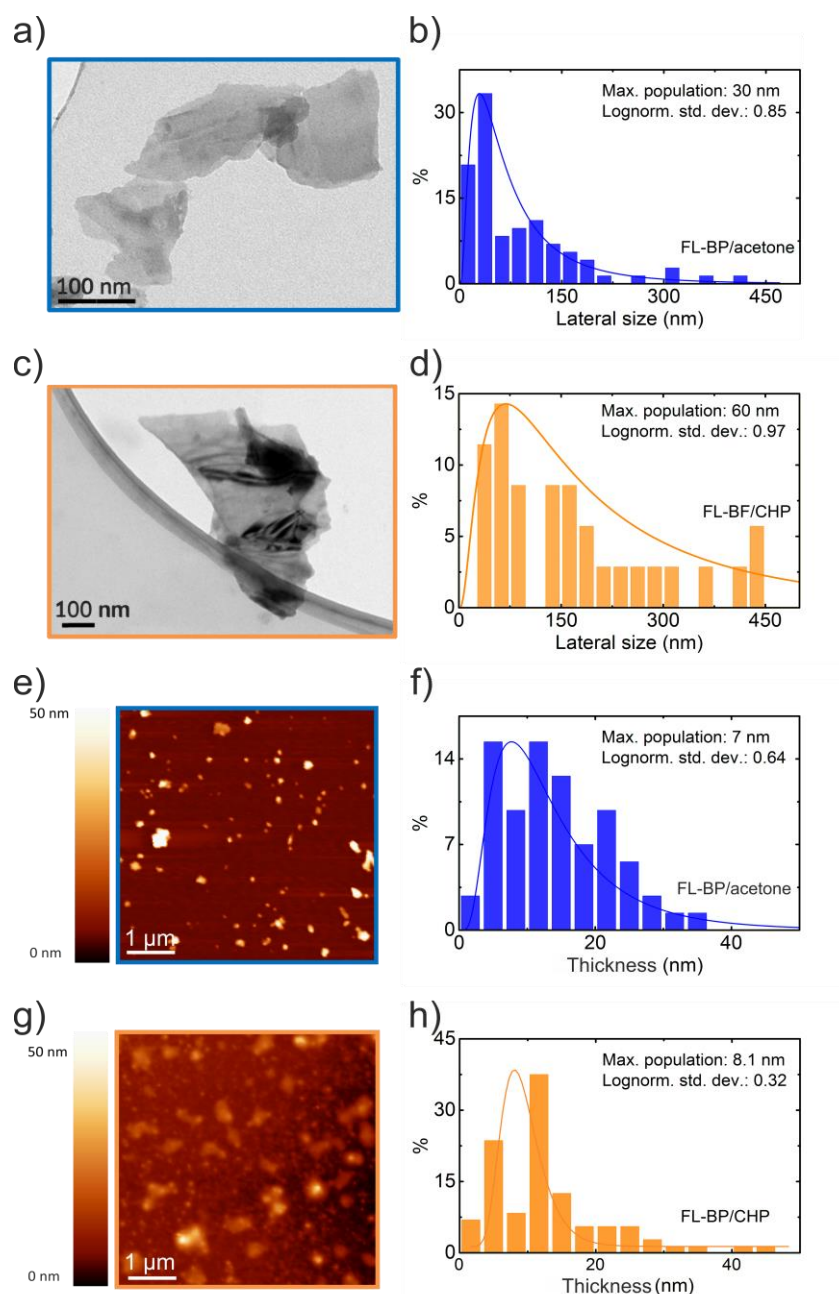 a)
100 nm
b)
Max. population: 30 nm
Lognorm. std. dev.: 0.85
FL-BP/acetone
%
30
15
0
0 150 300 450
Lateral size (nm)
c)
100 nm
d)
Max. population: 60 nm
Lognorm. std. dev.: 0.97
FL-BF/CHP
%
15
10
5
0
0 150 300 450
Lateral size (nm)
e)
50 nm
0 nm
1 µm
f)
Max. population: 7 nm
Lognorm. std. dev.: 0.64
FL-BP/acetone
%
14
7
0
0 20 40
Thickness (nm)
g)
50 nm
0 nm
1 µm
h)
Max. population: 8.1 nm
Lognorm. std. dev.: 0.32
FL-BP/CHP
%
45
30
15
0
0 20 40
Thickness (nm)